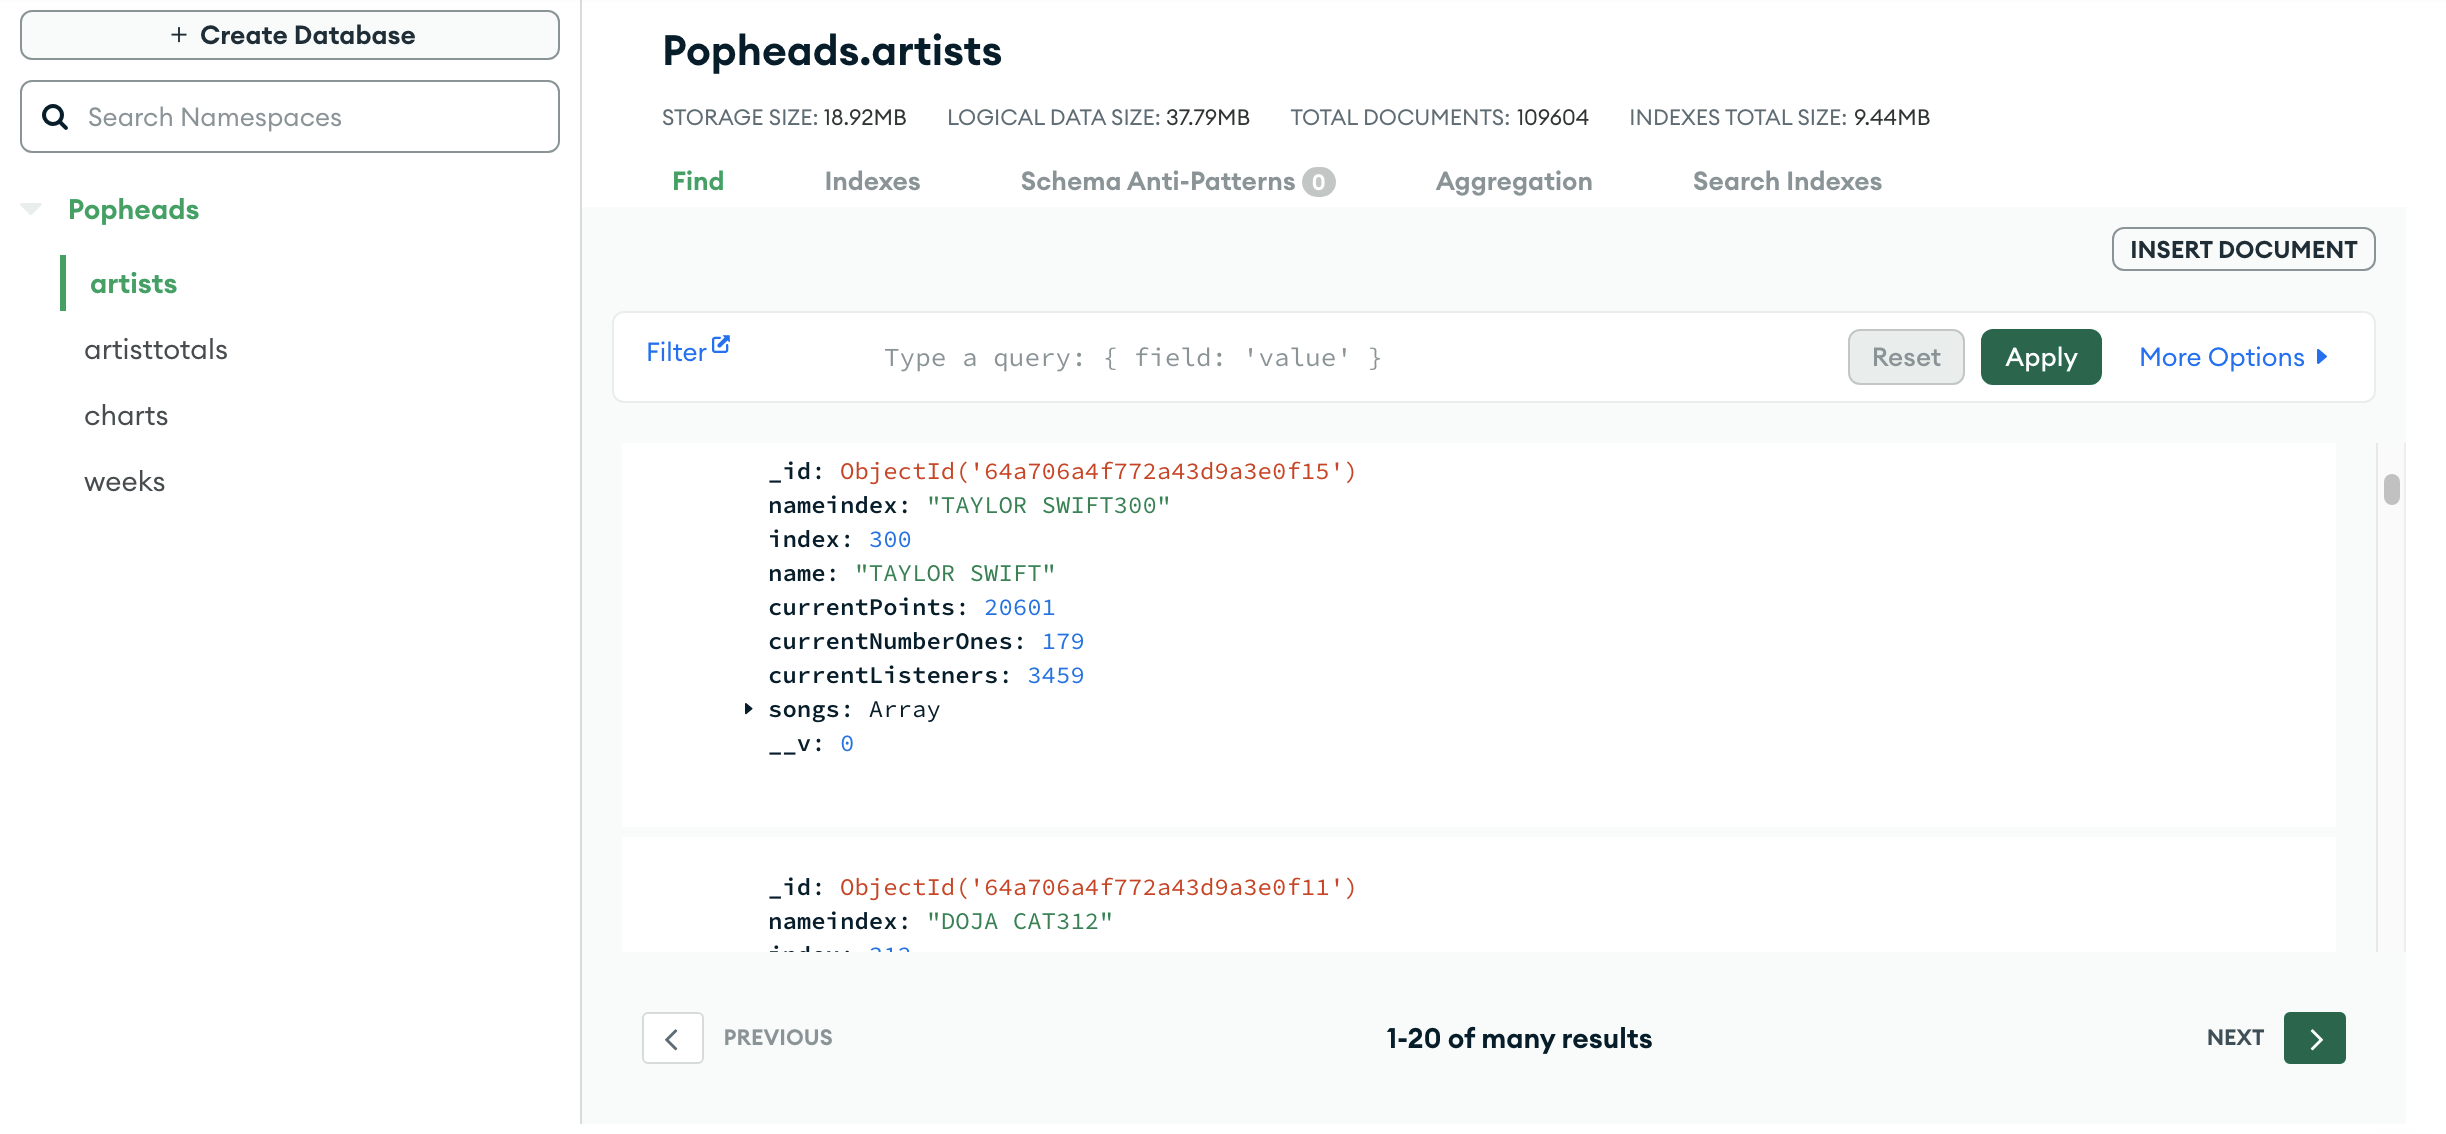 + Create Database
Search Namespaces
Popheads
artists
artisttotals
charts
weeks
Popheads.artists
STORAGE SIZE: 18.92MB LOGICAL DATA SIZE: 37.79MB TOTAL DOCUMENTS: 109604 INDEXES TOTAL SIZE: 9.44MB
Find Indexes Schema Anti-Patterns 0 Aggregation Search Indexes
INSERT DOCUMENT
Filter Type a query: { field: 'value' } Reset Apply More Options
_id: ObjectId('64a706a4f772a43d9a3e0f15')
nameindex: "TAYLOR SWIFT300"
index: 300
name: "TAYLOR SWIFT"
currentPoints: 20601
currentNumberOnes: 179
currentListeners: 3459
songs: Array
__v: 0
_id: ObjectId('64a706a4f772a43d9a3e0f11')
nameindex: "DOJA CAT312"
index: 312
PREVIOUS 1-20 of many results NEXT